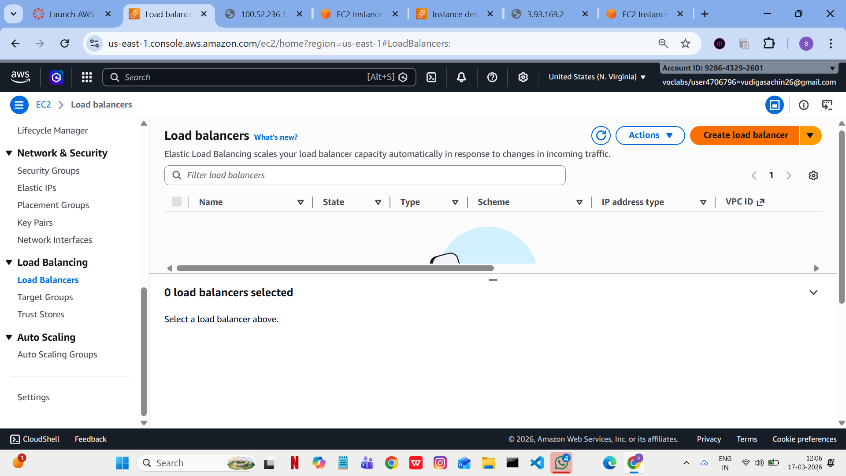 Launch AWS
Load balanc
100.52.236.1
EC2 Instanc
Instance det
3.93.169.2
EC2 Instanc
us-east-1.console.aws.amazon.com/ec2/home?region=us-east-1#LoadBalancers:
S
aws
Search
[Alt+S]
United States (N. Virginia)
Account ID: 9286-4329-2601
voclabs/user4706796=vudigasachin26@gmail.com
EC2
Load balancers
Lifecycle Manager
Network & Security
Security Groups
Elastic IPs
Placement Groups
Key Pairs
Network Interfaces
Load Balancing
Load Balancers
Target Groups
Trust Stores
Auto Scaling
Auto Scaling Groups
Settings
Load balancers What's new?
Actions
Create load balancer
Elastic Load Balancing scales your load balancer capacity automatically in response to changes in incoming traffic.
Filter load balancers
1
Name
State
Type
Scheme
IP address type
VPC ID
0 load balancers selected
Select a load balancer above.
CloudShell
Feedback
© 2026, Amazon Web Services, Inc. or its affiliates.
Privacy
Terms
Cookie preferences
1
Search
4
ENG
IN
12:06
17-03-2026